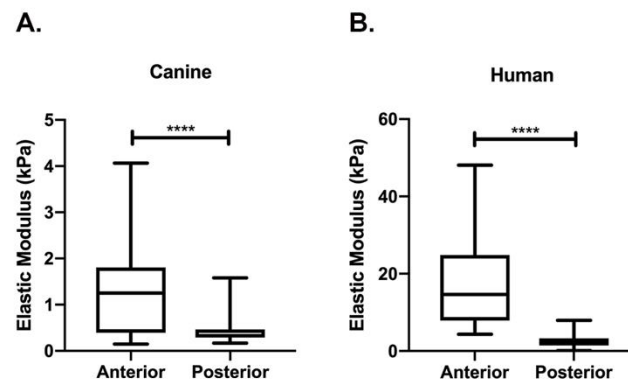 A.
Canine
5
4
3
2
1
0
Elastic Modulus (kPa)
****
Anterior Posterior
B.
Human
60
40
20
0
Elastic Modulus (kPa)
****
Anterior Posterior